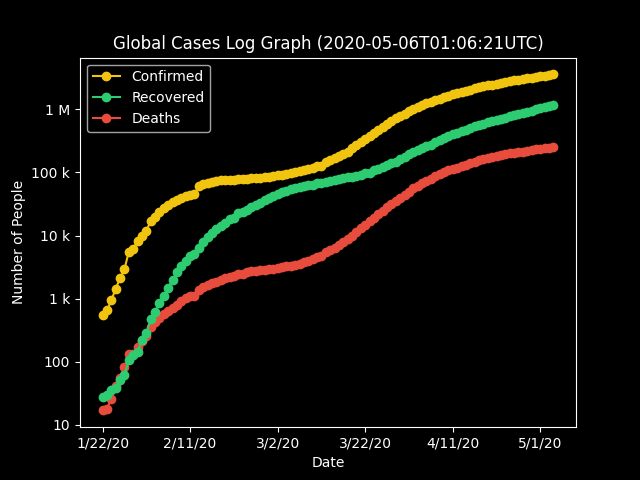 Global Cases Log Graph (2020-05-06T01:06:21UTC)
Confirmed
Recovered
Deaths
Number of People
1 M
100 k
10 k
1 k
100
10
1/22/20 2/11/20 3/2/20 3/22/20 4/11/20 5/1/20
Date